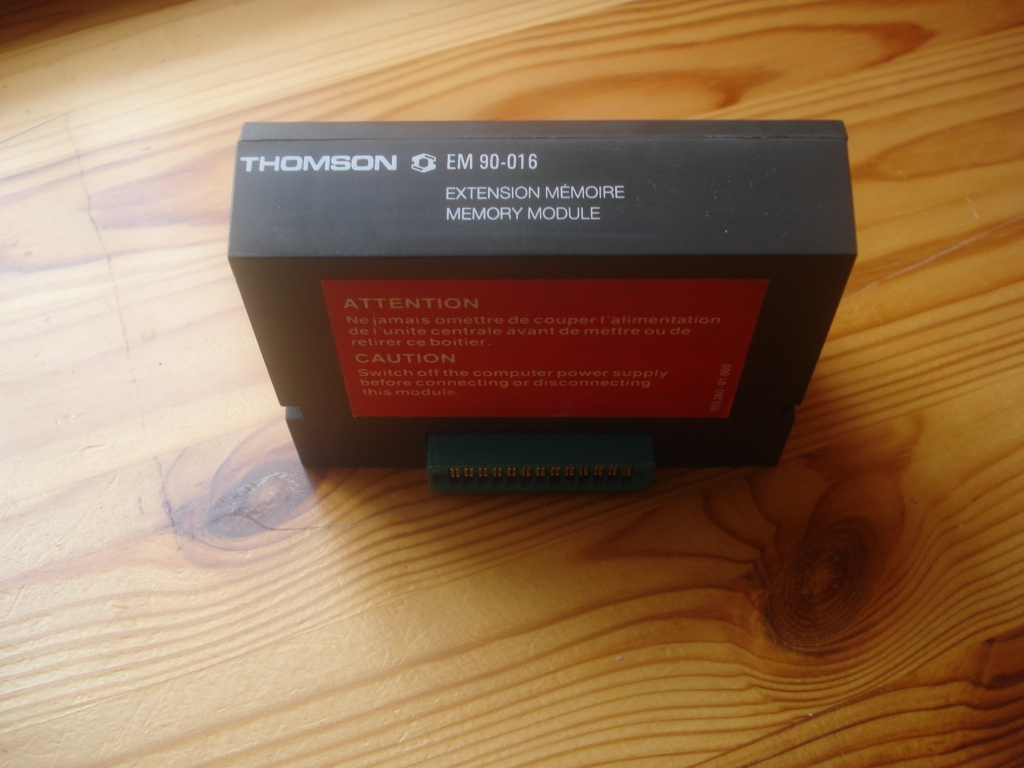 THOMSON EM 90-016
EXTENSION MÉMOIRE
MEMORY MODULE
ATTENTION
Ne jamais omettre de couper l'alimentation
de l'unite centrale avant de mettre ou de
retirer ce boitier.
CAUTION
Switch off the computer power supply
before connecting or disconnecting
this module.